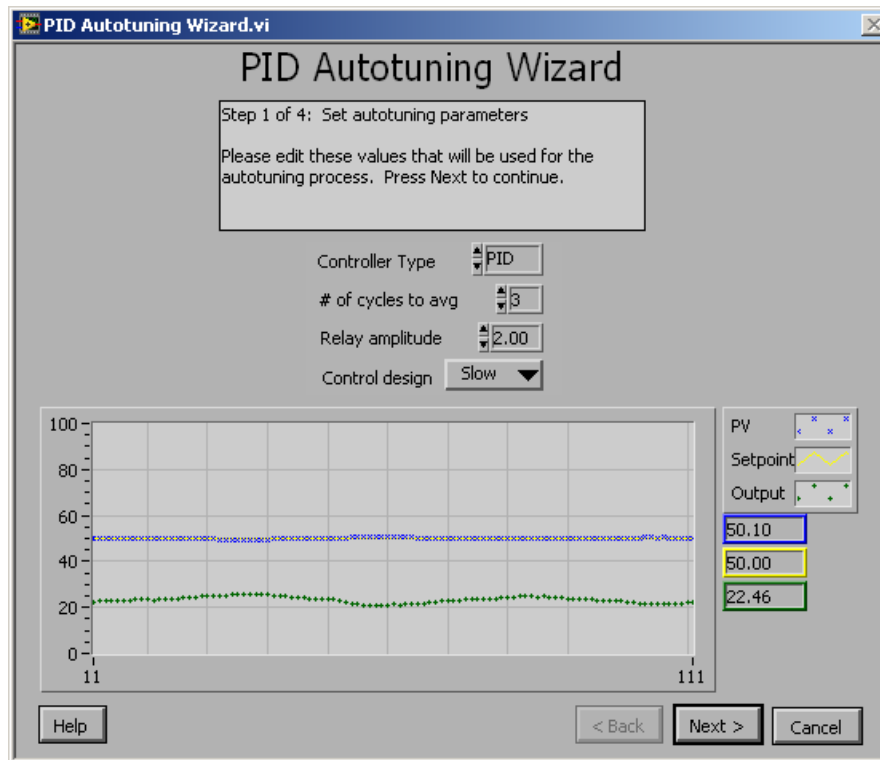 PID Autotuning Wizard.vi
PID Autotuning Wizard
Step 1 of 4: Set autotuning parameters
Please edit these values that will be used for the
autotuning process. Press Next to continue.
Controller Type PID
# of cycles to avg 3
Relay amplitude 2.00
Control design Slow
100
80
60
40
20
0
11 111
PV
Setpoint
Output
50.10
50.00
22.46
Help < Back Next > Cancel